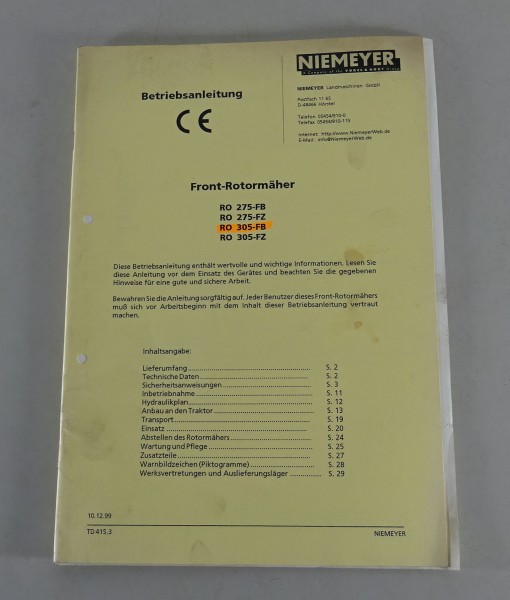 NIEMEYER
A Company of the VOGEL & NOOT Group
NIEMEYER Landmaschinen GmbH
Postfach 11 65
D-48466 Hörstel
Telefon 05454/910-0
Telefax 05454/910-119
Internet: http://www.NiemeyerWeb.de
E-Mail: info@NiemeyerWeb.de
Betriebsanleitung
CE
Front-Rotormäher
RO 275-FB
RO 275-FZ
RO 305-FB
RO 305-FZ
Diese Betriebsanleitung enthält wertvolle und wichtige Informationen. Lesen Sie
diese Anleitung vor dem Einsatz des Gerätes und beachten Sie die gegebenen
Hinweise für eine gute und sichere Arbeit.
Bewahren Sie die Anleitung sorgfältig auf. Jeder Benutzer dieses Front-Rotormähers
muß sich vor Arbeitsbeginn mit dem Inhalt dieser Betriebsanleitung vertraut
machen.
Inhaltsangabe:
Lieferumfang ........ S. 2
Technische Daten ........ S. 2
Sicherheitsanweisungen ........ S. 3
Inbetriebnahme ........ S. 11
Hydraulikplan ........ S. 12
Anbau an den Traktor ........ S. 13
Transport ........ S. 19
Einsatz ........ S. 20
Abstellen des Rotormähers ........ S. 24
Wartung und Pflege ........ S. 25
Zusatzteile ........ S. 27
Warnbildzeichen (Piktogramme) ........ S. 28
Werksvertretungen und Auslieferungsläger ........ S. 29
10.12.99
TD 415.3
NIEMEYER